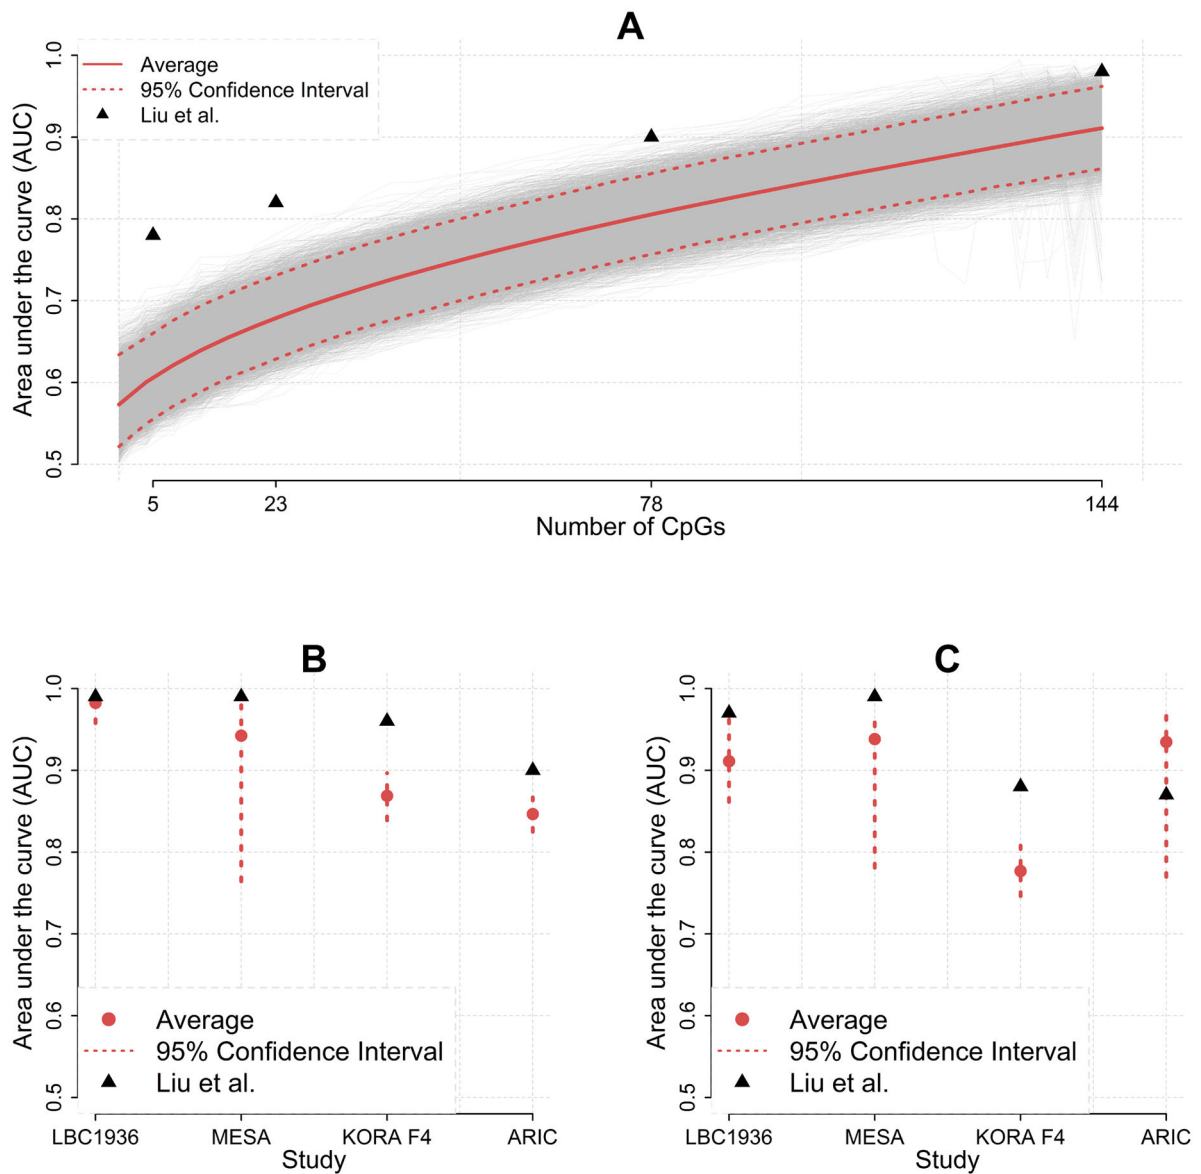 A
Area under the curve (AUC)
1.0
0.9
0.8
0.7
0.6
0.5
Average
95% Confidence Interval
Liu et al.
5 23 78 144
Number of CpGs
B
Area under the curve (AUC)
1.0
0.9
0.8
0.7
0.6
0.5
Average
95% Confidence Interval
Liu et al.
LBC1936 MESA KORA F4 ARIC
Study
C
Area under the curve (AUC)
1.0
0.9
0.8
0.7
0.6
0.5
Average
95% Confidence Interval
Liu et al.
LBC1936 MESA KORA F4 ARIC
Study